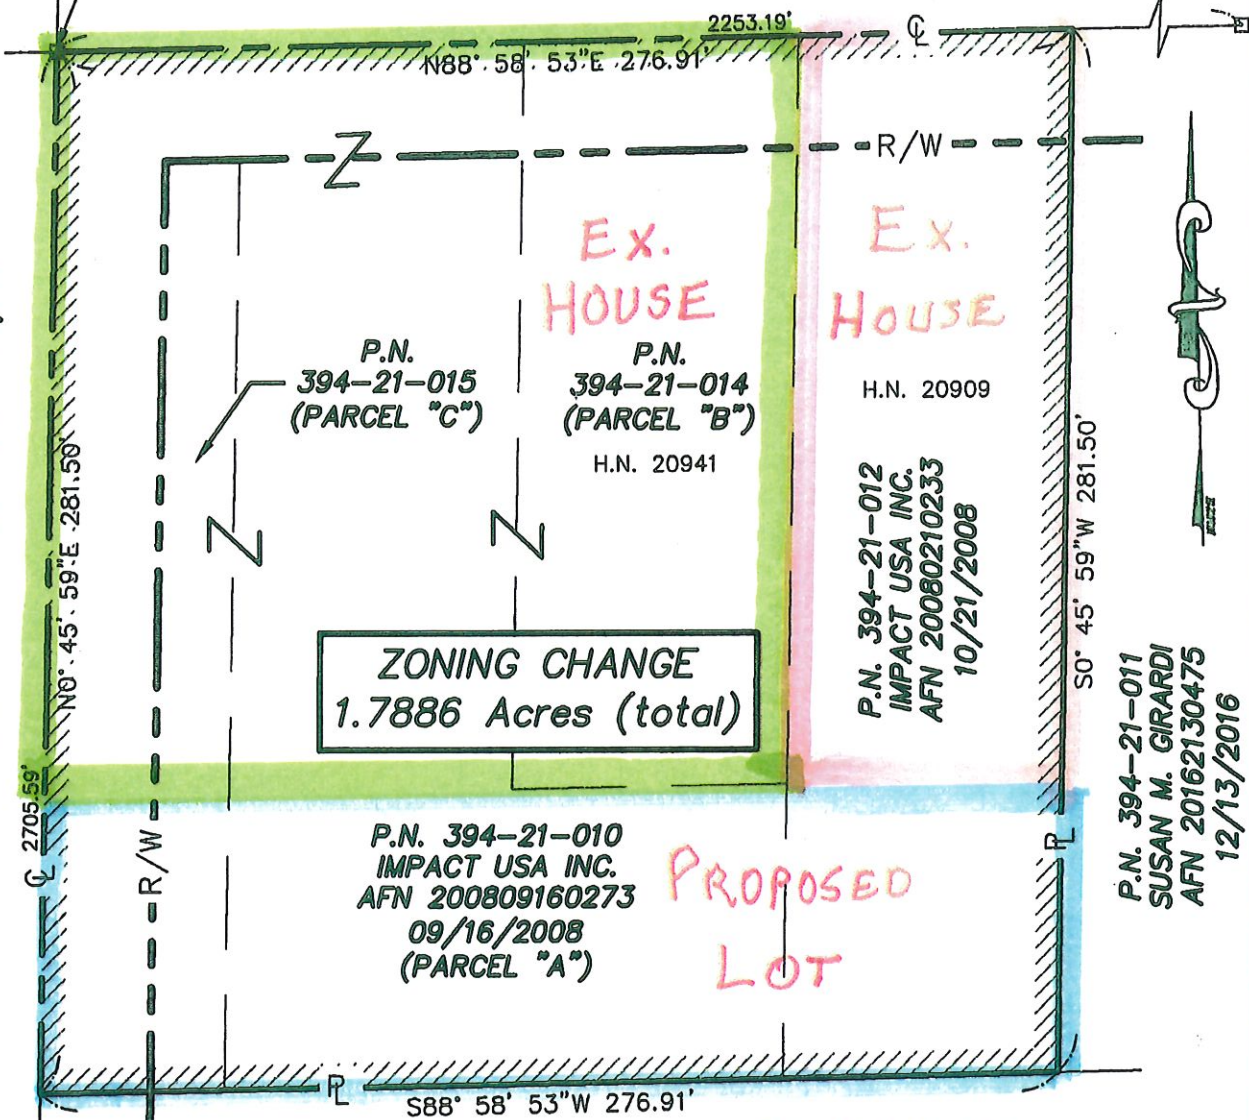 2253.19'
C L
N88° 58' 53"E 276.91'
Z
R/W
Ex.
HOUSE
Ex.
HOUSE
P.N.
394-21-015
(PARCEL "C")
P.N.
394-21-014
(PARCEL "B")
H.N. 20941
H.N. 20909
N0° 45' 59"E 281.50'
Z
Z
P.N. 394-21-012
IMPACT USA INC.
AFN 200810210233
10/21/2008
S0° 45' 59"W 281.50'
ZONING CHANGE
1.7886 Acres (total)
P.N. 394-21-011
SUSAN M. GIRARDI
AFN 201612130475
12/13/2016
2705.59'
C L
R/W
P.N. 394-21-010
IMPACT USA INC.
AFN 200809160273
09/16/2008
(PARCEL "A")
PROPOSED
LOT
P L
P L
S88° 58' 53"W 276.91'